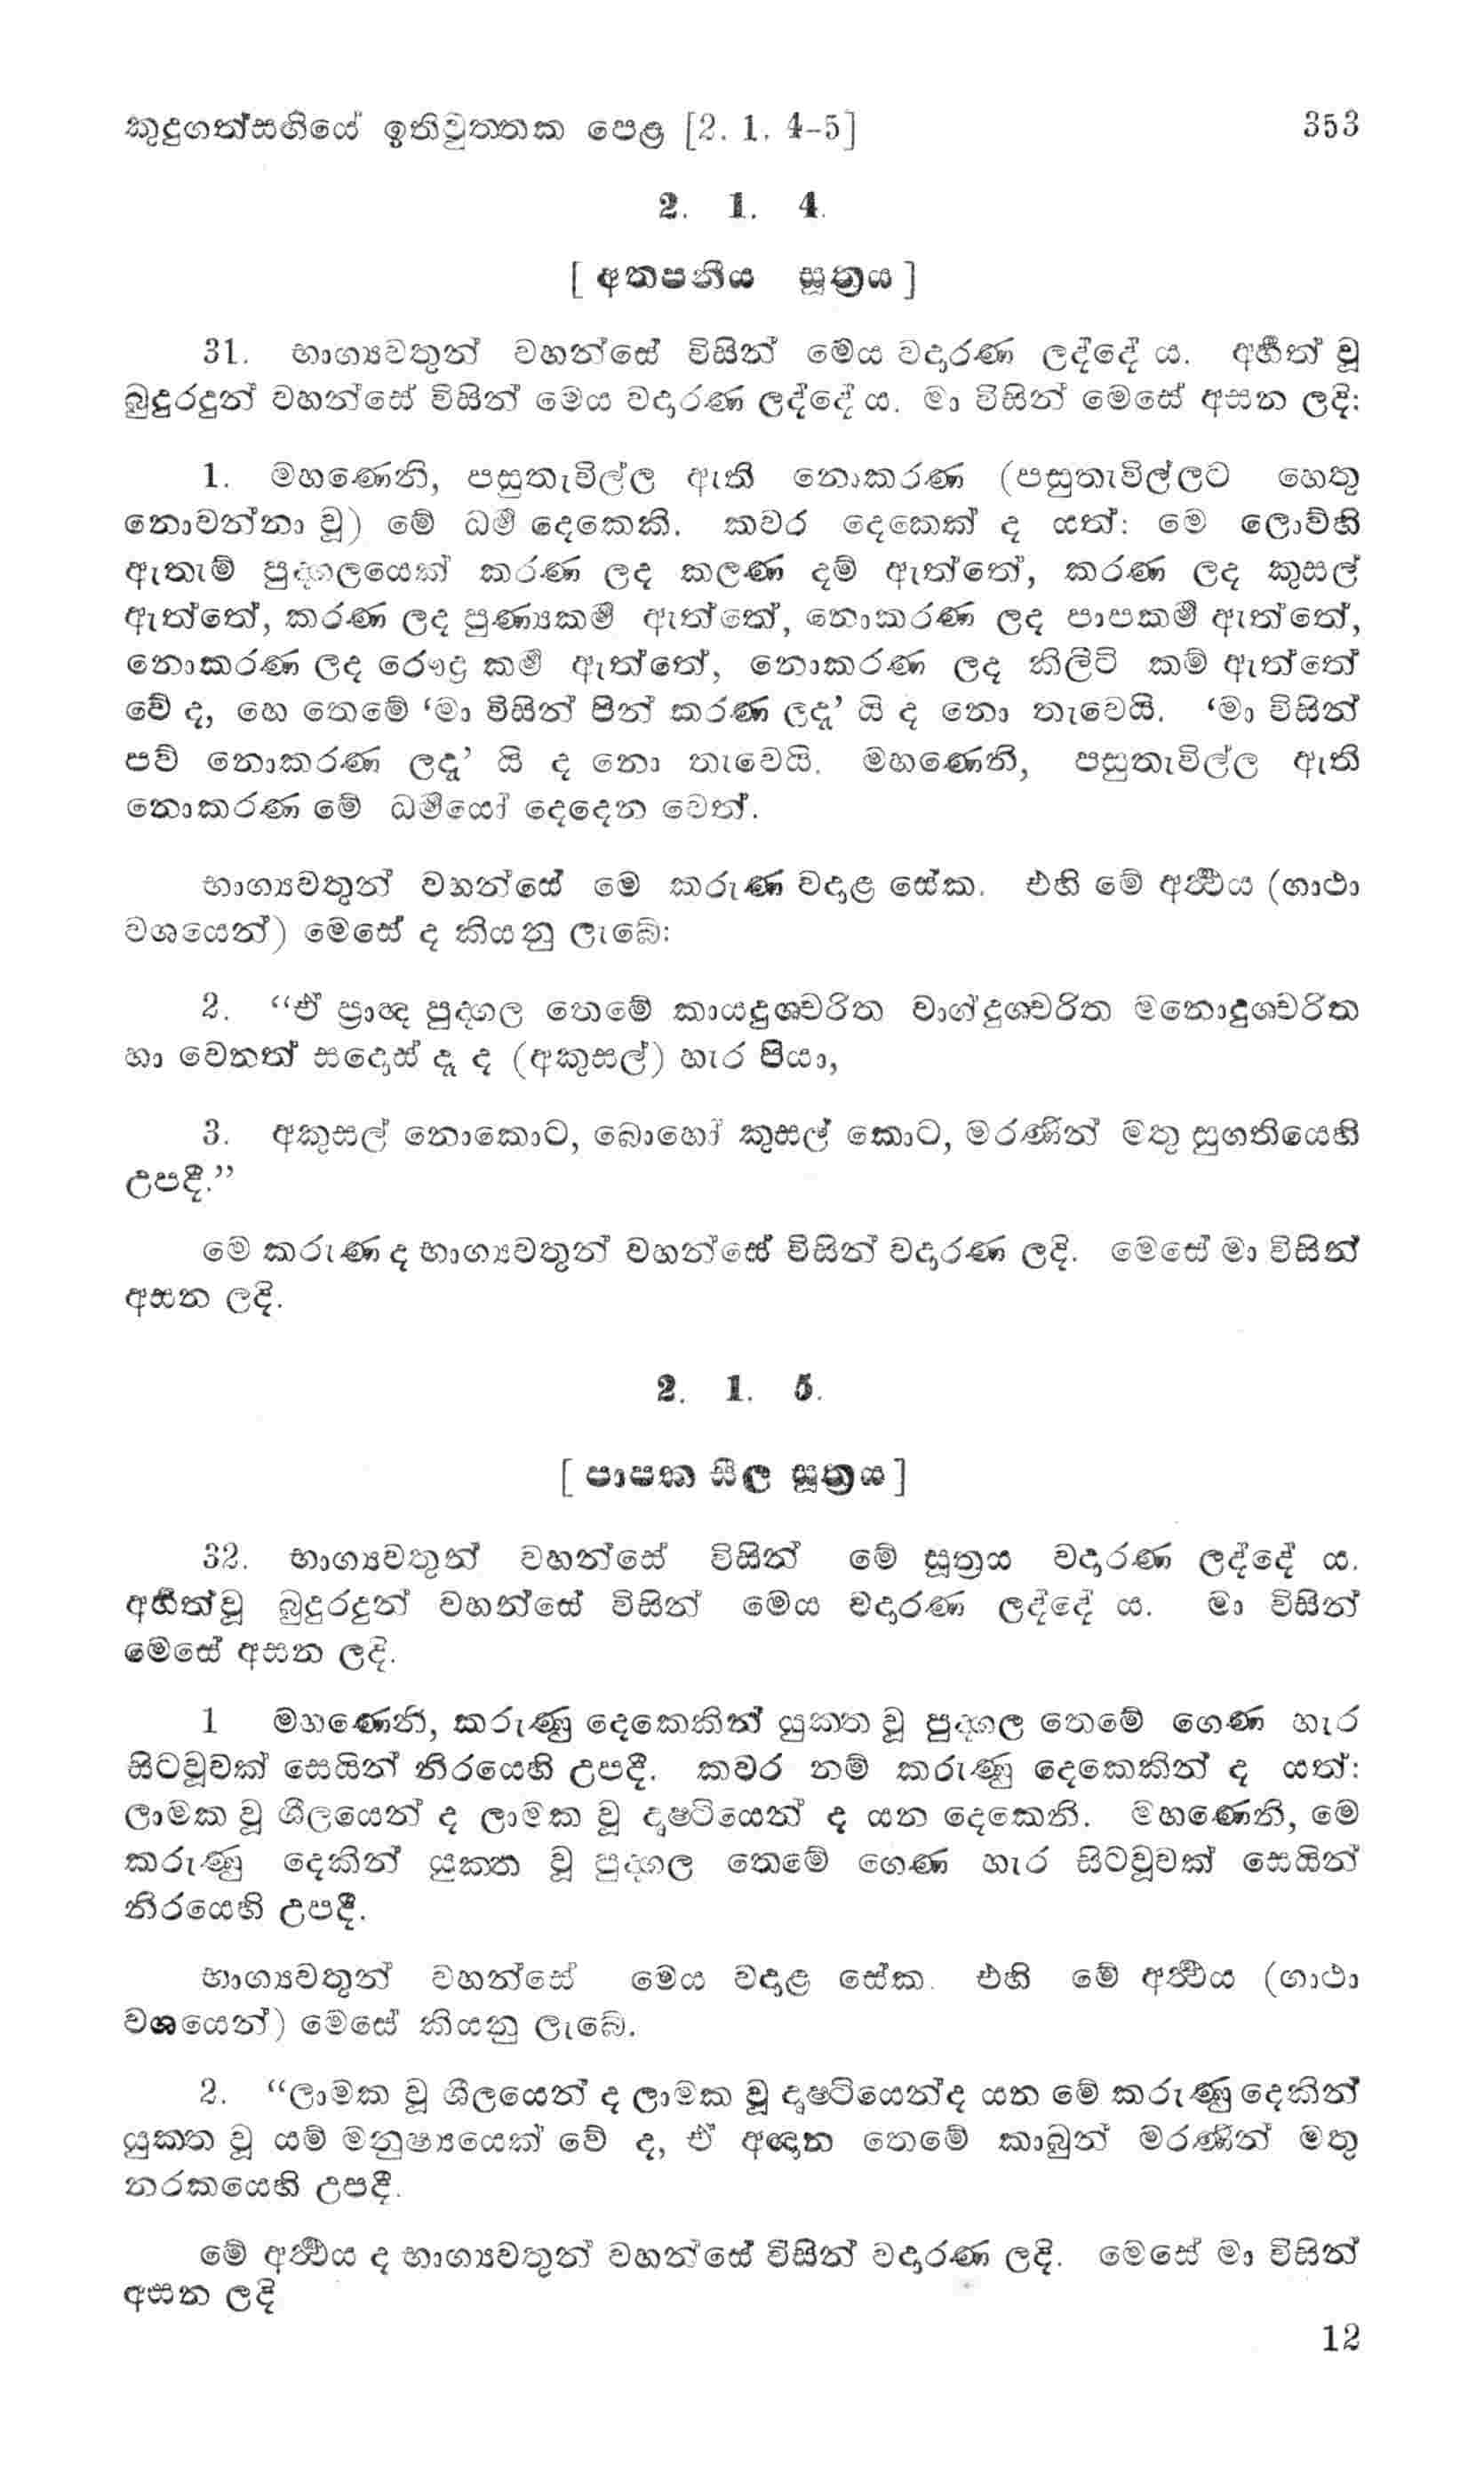 කුදුගත්සඟියේ ඉතිවුත්තක පෙළ [2. 1. 4-5] 353
2. 1. 4.
[ අතපනීය සූත්‍රය ]
31. භාග්‍යවතුන් වහන්සේ විසින් මෙය වදාරණ ලද්දේ ය. අර්‍හත් වූ
බුදුරදුන් වහන්සේ විසින් මෙය වදාරණ ලද්දේ ය. මා විසින් මෙසේ අසන ලදි:
1. මහණෙනි, පසුතැවිල්ල ඇති නොකරණ (පසුතැවිල්ලට හෙතු
නොවන්නා වූ) මේ ධර්‍ම දෙකෙකි. කවර දෙකෙක් ද යත්: මෙ ලොව්හි
ඇතැම් පුද්ගලයෙක් කරණ ලද කලණ දම් ඇත්තේ, කරණ ලද කුසල්
ඇත්තේ, කරණ ලද පුණ්‍යකර්‍ම ඇත්තේ, නොකරණ ලද පාපකර්‍ම ඇත්තේ,
නොකරණ ලද රෞද්‍ර කර්‍ම ඇත්තේ, නොකරණ ලද කිලිටි කම් ඇත්තේ
වේ ද, හෙ තෙමේ ‘මා විසින් පින් කරණ ලදැ’ යි ද නො තැවෙයි. ‘මා විසින්
පව් නොකරණ ලදැ’ යි ද නො තැවෙයි. මහණෙනි, පසුතැවිල්ල ඇති
නොකරණ මේ ධර්‍මයෝ දෙදෙන වෙත්.
භාග්‍යවතුන් වහන්සේ මෙ කරුණ වදාළ සේක. එහි මේ අර්‍ථය (ගාථා
වශයෙන්) මෙසේ ද කියනු ලැබේ:
2. “ඒ ප්‍රාඥ පුද්ගල තෙමේ කායදුශ්චරිත වාග්දුශ්චරිත මනොදුශ්චරිත
හා වෙනත් සදොස් දෑ ද (අකුසල්) හැර පියා,
3. අකුසල් නොකොට, බොහෝ කුසල් කොට, මරණින් මතු සුගතියෙහි
උපදී.”
මෙ කරුණ ද භාග්‍යවතුන් වහන්සේ විසින් වදාරණ ලදි. මෙසේ මා විසින්
අසන ලදි.
2. 1. 5.
[ පාපක සීල සූත්‍රය ]
32. භාග්‍යවතුන් වහන්සේ විසින් මේ සූත්‍රය වදාරණ ලද්දේ ය.
අර්‍හත්වූ බුදුරදුන් වහන්සේ විසින් මෙය වදාරණ ලද්දේ ය. මා විසින්
මෙසේ අසන ලදි.
1 මහණෙනි, කරුණු දෙකෙකින් යුක්ත වූ පුද්ගල තෙමේ ගෙණ හැර
සිටවූවක් සෙයින් නිරයෙහි උපදී. කවර නම් කරුණු දෙකෙකින් ද යත්:
ලාමක වූ ශීලයෙන් ද ලාමක වූ දෘෂ්ටියෙන් ද යන දෙකෙනි. මහණෙනි, මෙ
කරුණු දෙකින් යුක්ත වූ පුද්ගල තෙමේ ගෙණ හැර සිටවූවක් සෙයින්
නිරයෙහි උපදී.
භාග්‍යවතුන් වහන්සේ මෙය වදාළ සේක. එහි මේ අර්‍ථය (ගාථා
වශයෙන්) මෙසේ කියනු ලැබේ.
2. “ලාමක වූ ශීලයෙන් ද ලාමක වූ දෘෂ්ටියෙන්ද යන මේ කරුණු දෙකින්
යුක්ත වූ යම් මනුෂ්‍යයෙක් වේ ද, ඒ අඥාන තෙමේ කාබුන් මරණින් මතු
නරකයෙහි උපදී.
මේ අර්‍ථය ද භාග්‍යවතුන් වහන්සේ විසින් වදාරණ ලදි. මෙසේ මා විසින්
අසන ලදි
12